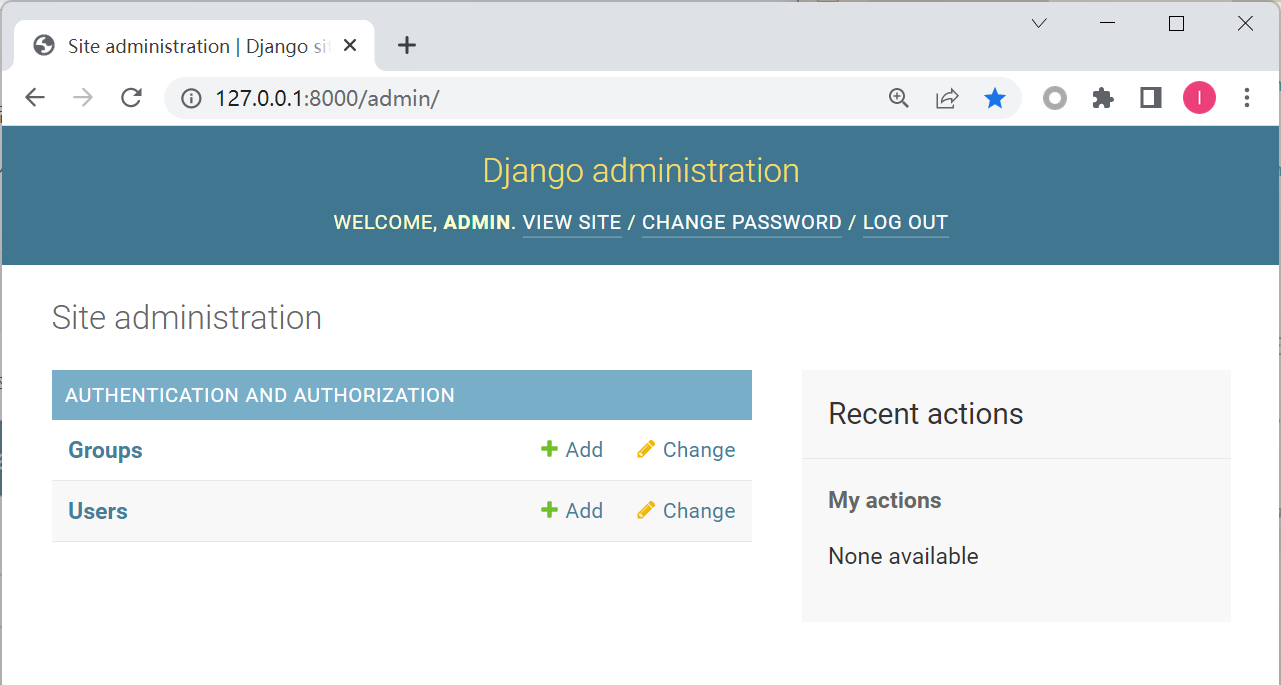 Site administration | Django si
127.0.0.1:8000/admin/
I
Django administration
WELCOME, ADMIN. VIEW SITE / CHANGE PASSWORD / LOG OUT
Site administration
AUTHENTICATION AND AUTHORIZATION
Groups Add Change
Users Add Change
Recent actions
My actions
None available